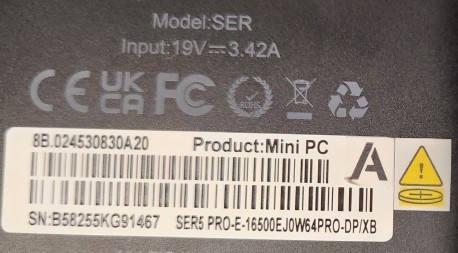 Model:SER
Input:19V⎓3.42A
CE UK CA FC ROHS
8B.024530830A20 Product:Mini PC
A
SN:B58255KG91467 SER5 PRO-E-16500EJ0W64PRO-DP/XB